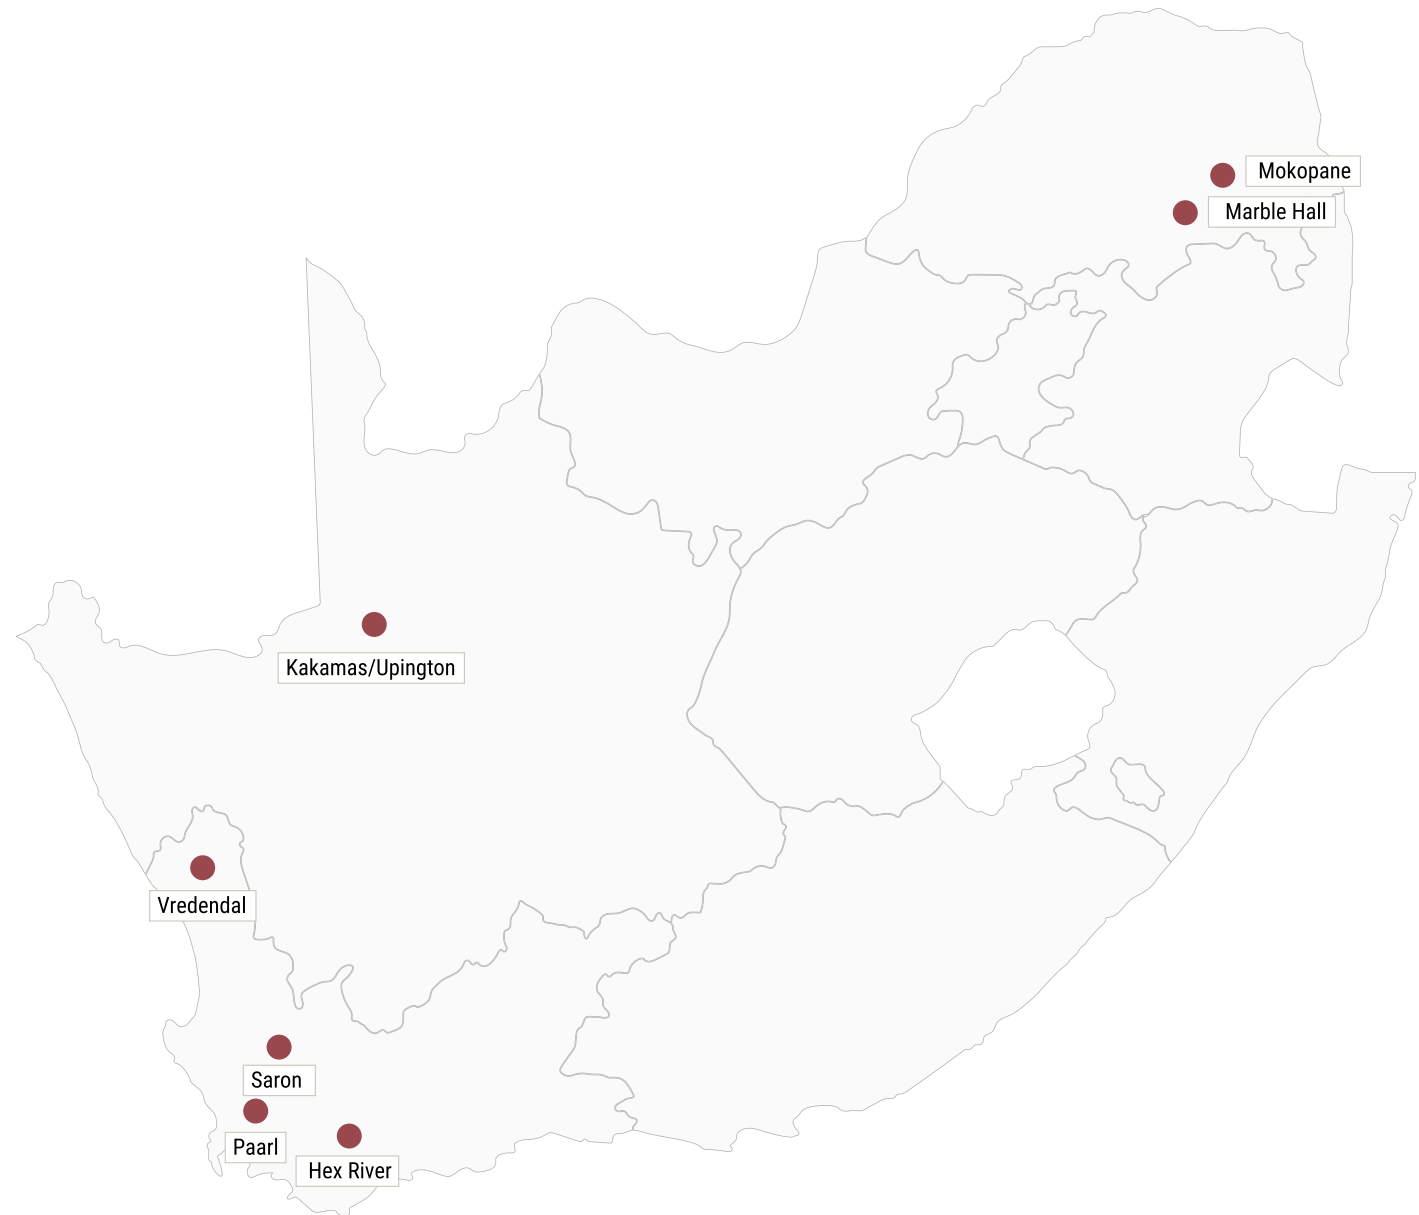 Mokopane
Marble Hall
Kakamas/Upington
Vredendal
Saron
Paarl
Hex River